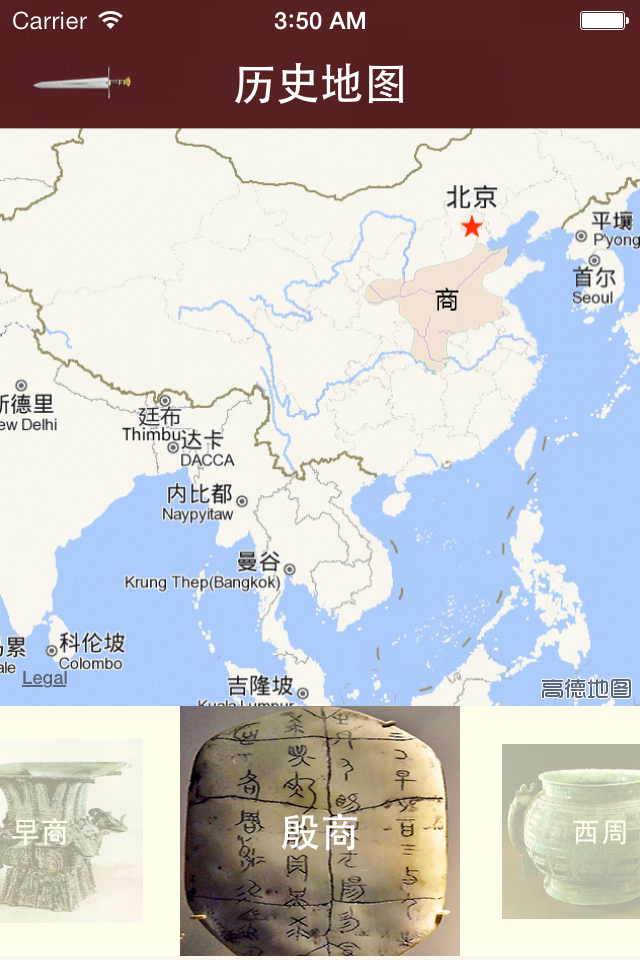 Carrier
3:50 AM
历史地图
北京
平壤
P'yong
首尔
Seoul
商
新德里
ew Delhi
廷布
Thimbu
达卡
DACCA
内比都
Naypyitaw
曼谷
Krung Thep(Bangkok)
科伦坡
Colombo
累
ale
Legal
吉隆坡
Kuala Lumpur
高德地图
早商
殷商
西周